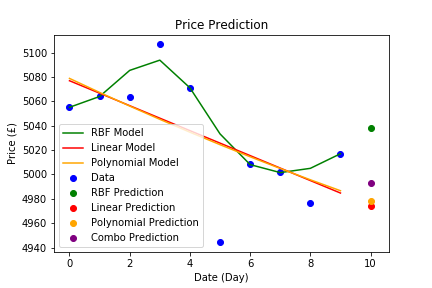 Price Prediction
Price (£)
5100
5080
5060
5040
5020
5000
4980
4960
4940
RBF Model
Linear Model
Polynomial Model
Data
RBF Prediction
Linear Prediction
Polynomial Prediction
Combo Prediction
0 2 4 6 8 10
Date (Day)